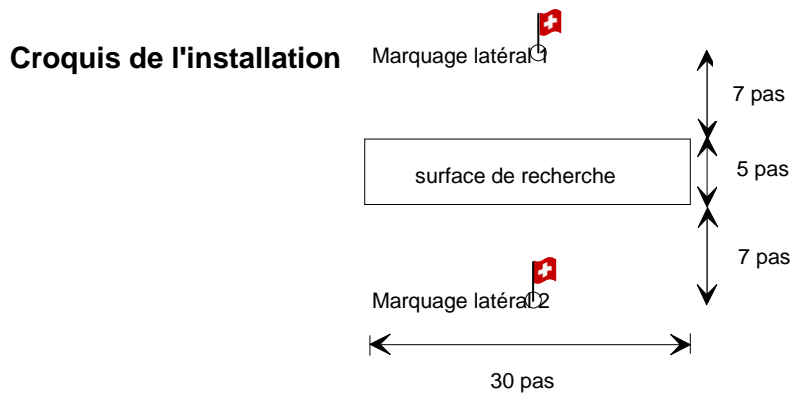 Croquis de l'installation
Marquage latéral 1
7 pas
surface de recherche
5 pas
7 pas
Marquage latéral 2
30 pas